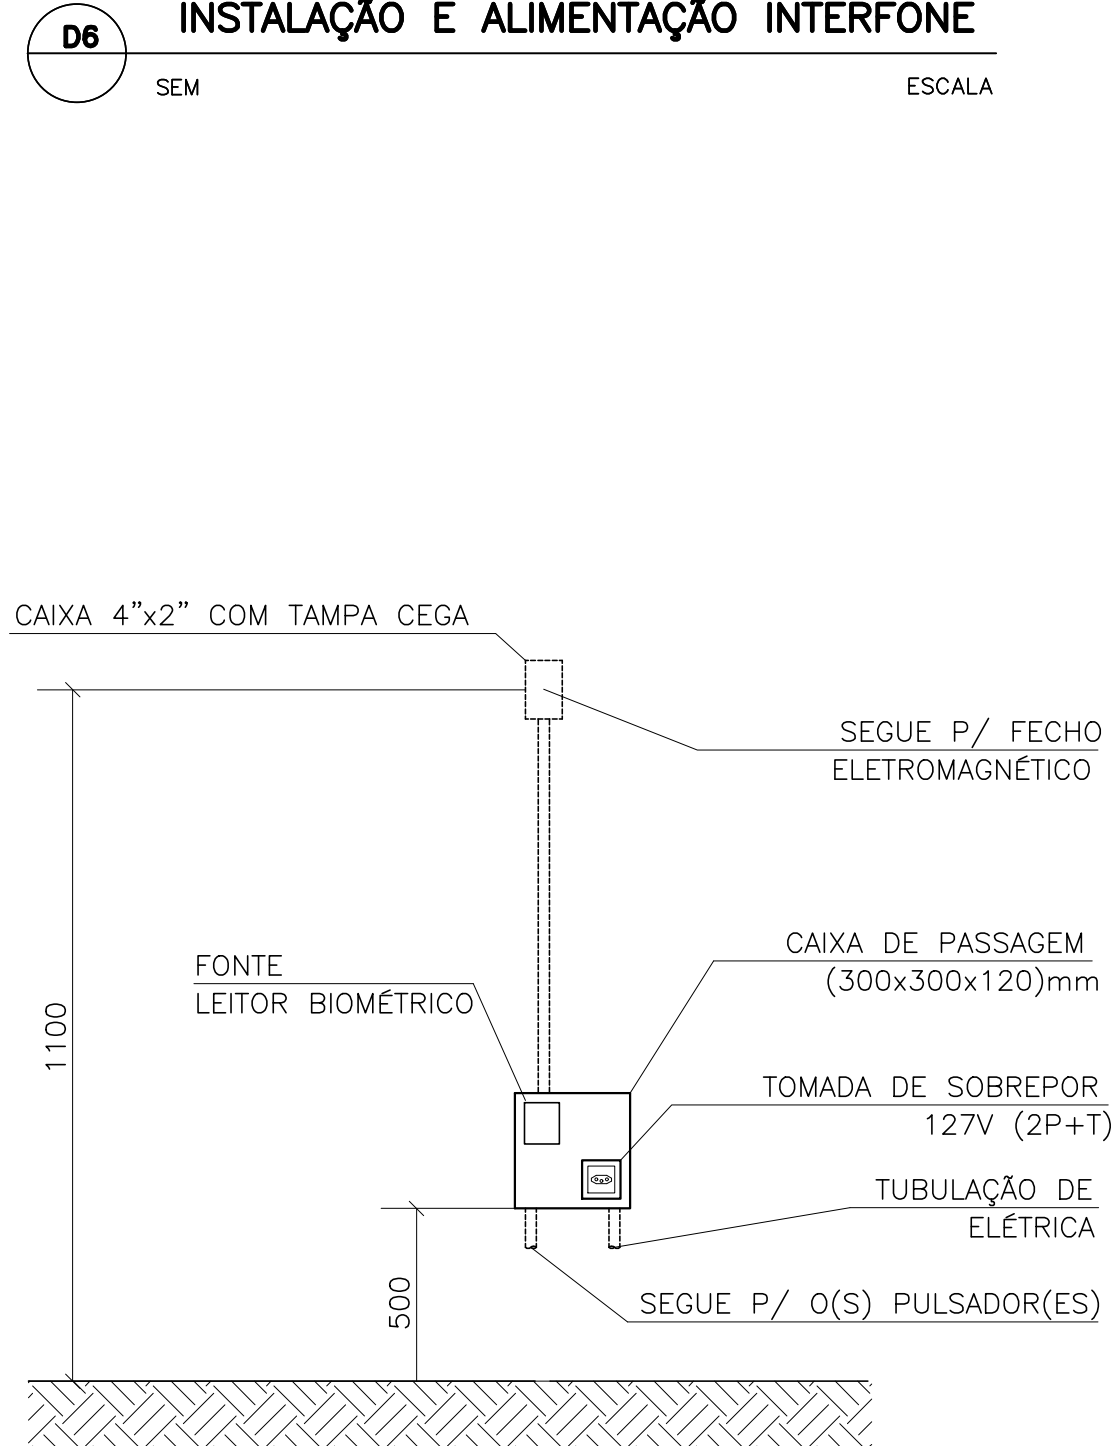 INSTALAÇÃO E ALIMENTAÇÃO INTERFONE
D6
SEM ESCALA
CAIXA 4”x2” COM TAMPA CEGA
SEGUE P/ FECHO
ELETROMAGNÉTICO
CAIXA DE PASSAGEM
(300x300x120)mm
FONTE
LEITOR BIOMÉTRICO
1100
TOMADA DE SOBREPOR
127V (2P+T)
TUBULAÇÃO DE
ELÉTRICA
500
SEGUE P/ O(S) PULSADOR(ES)